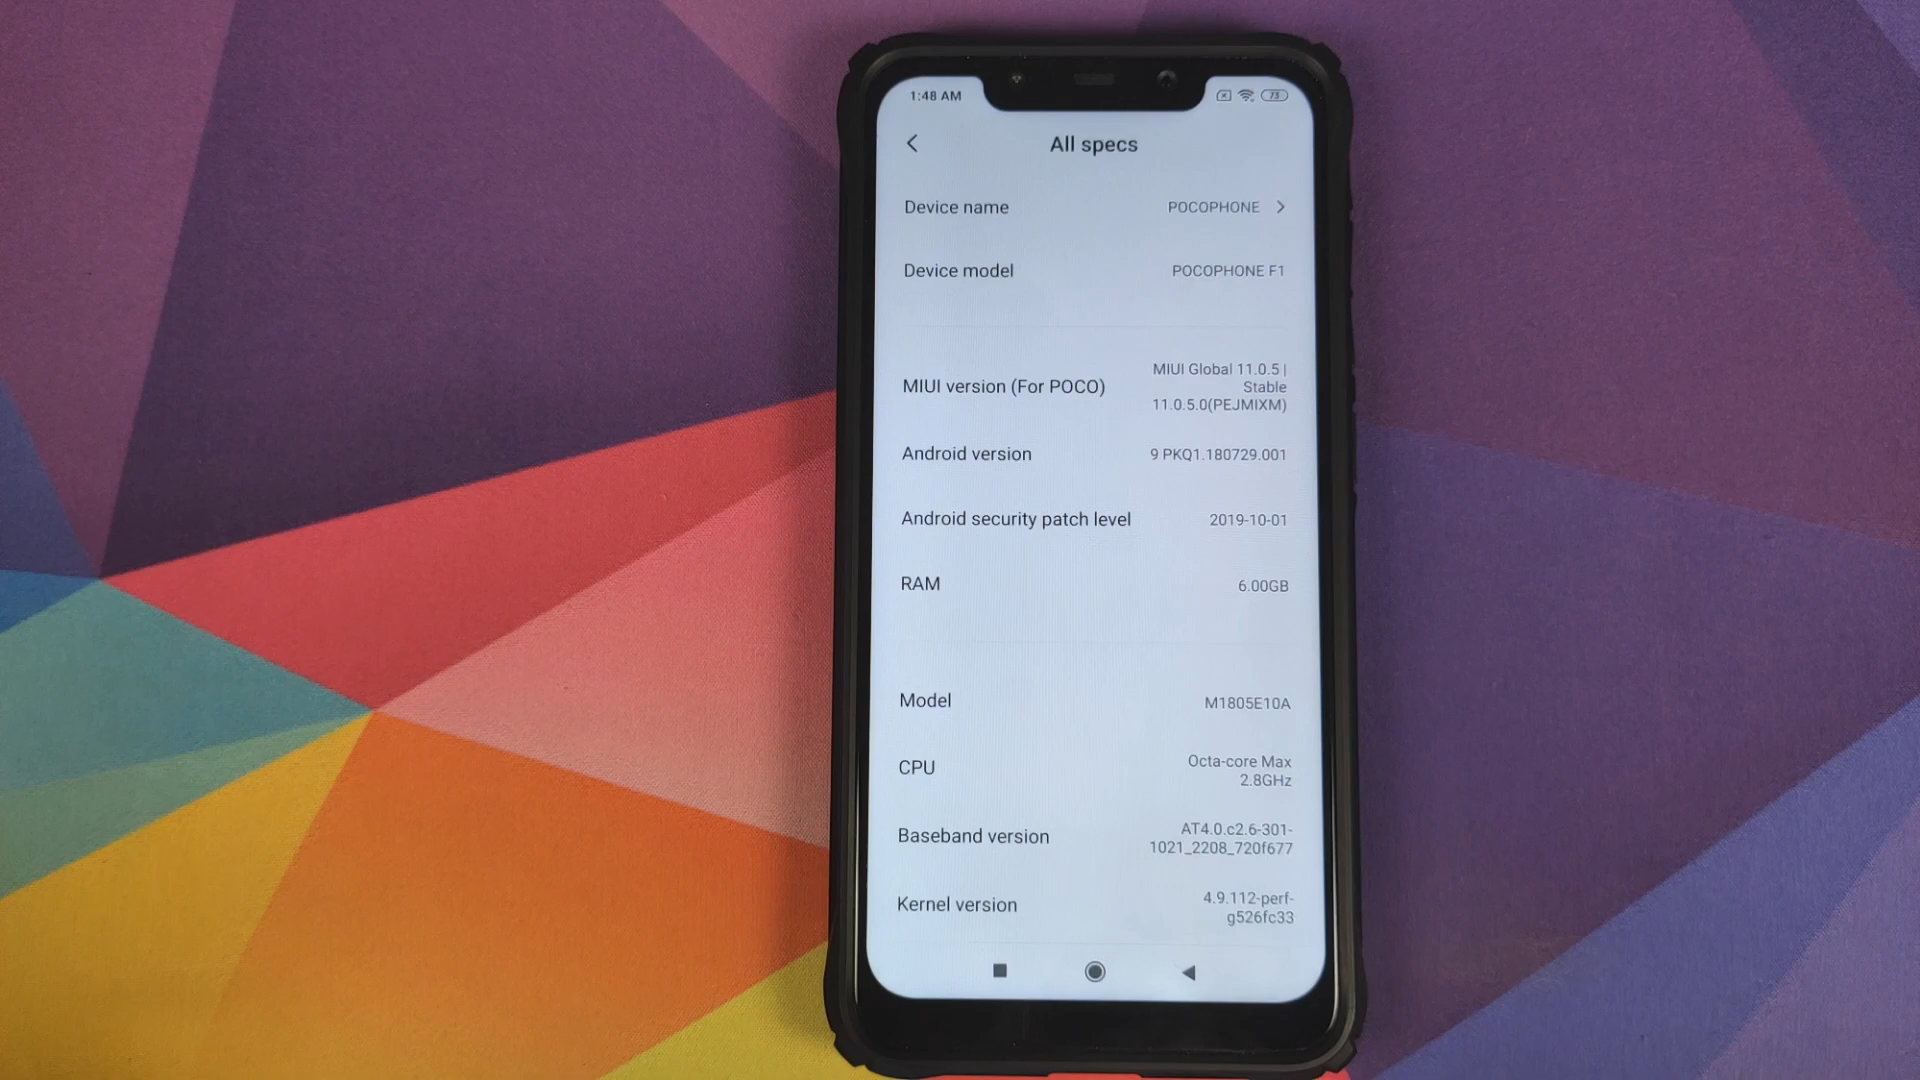 1:48 AM
73
All specs
Device name POCOPHONE
Device model POCOPHONE F1
MIUI Global 11.0.5 |
MIUI version (For POCO) Stable
11.0.5.0(PEJMIXM)
Android version 9 PKQ1.180729.001
Android security patch level 2019-10-01
RAM 6.00GB
Model M1805E10A
CPU Octa-core Max
2.8GHz
Baseband version AT4.0.c2.6-301-
1021_2208_720f677
Kernel version 4.9.112-perf-
g526fc33